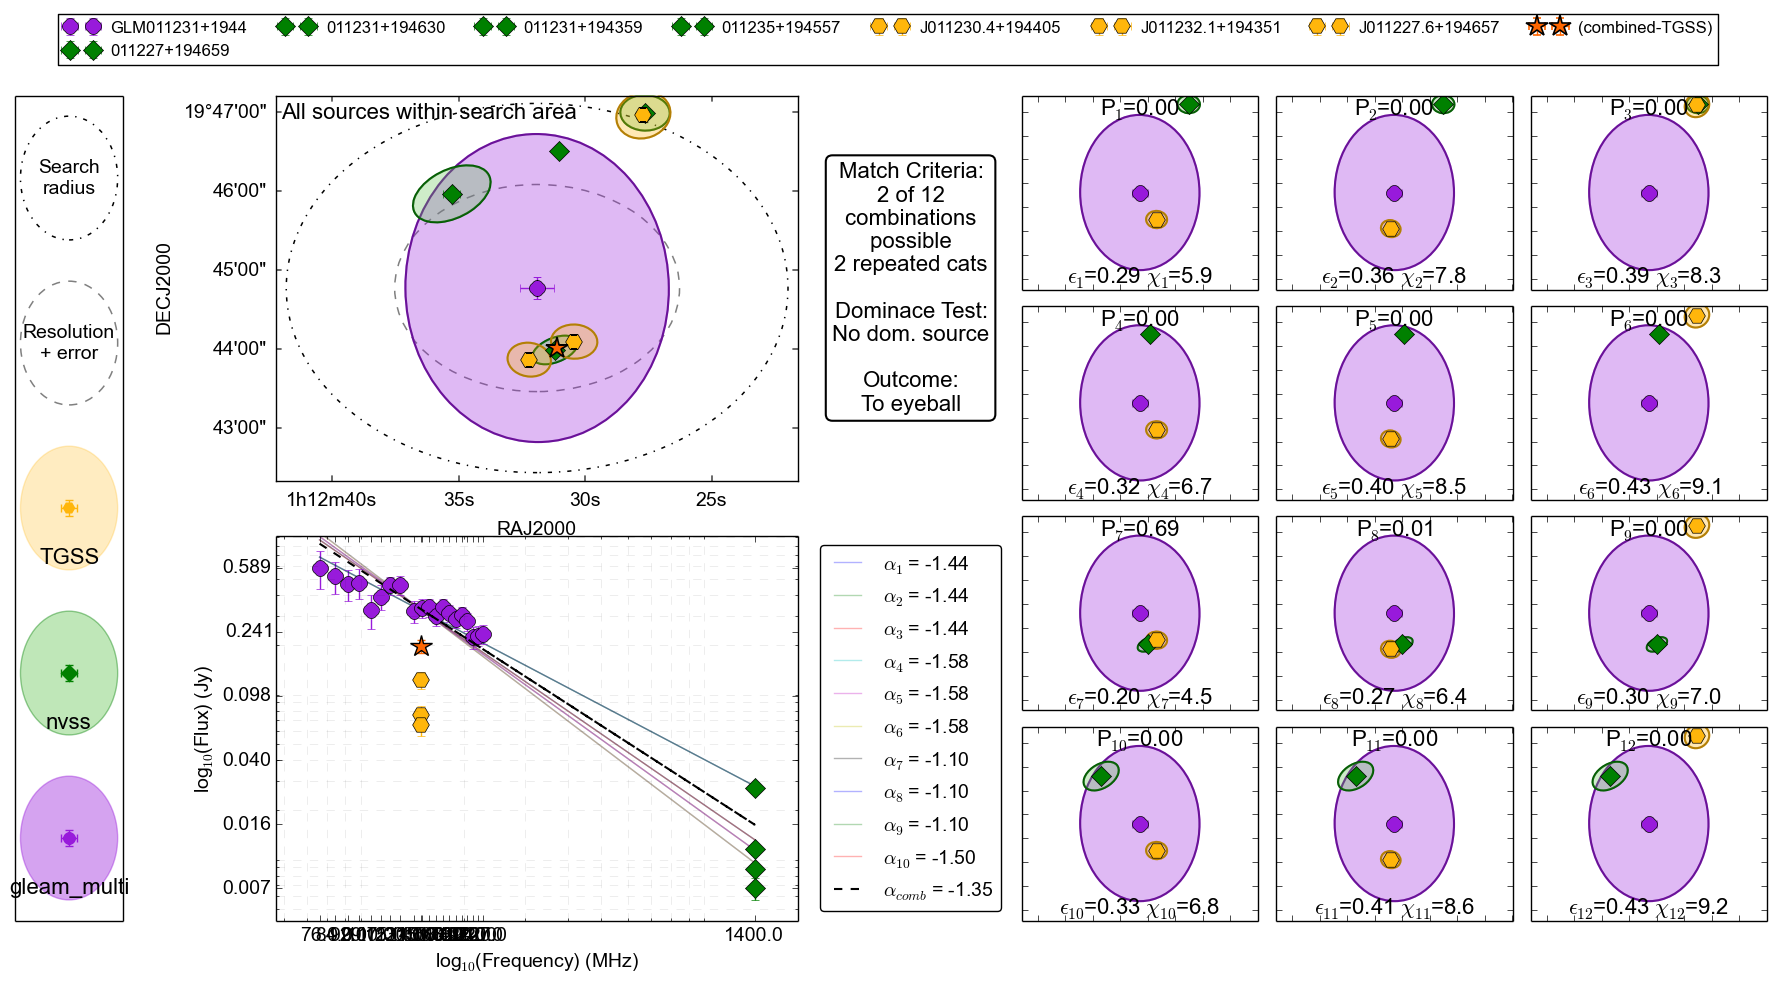 GLM011231+1944
011231+194630
011231+194359
011235+194557
J011230.4+194405
J011232.1+194351
J011227.6+194657
(combined-TGSS)
011227+194659
Search
radius
Resolution
+ error
TGSS
nvss
gleam_multi
All sources within search area
19°47'00"
46'00"
45'00"
44'00"
43'00"
DECJ2000
1h12m40s
35s
30s
25s
RAJ2000
Match Criteria:
2 of 12
combinations
possible
2 repeated cats
Dominace Test:
No dom. source
Outcome:
To eyeball
0.589
0.241
0.098
0.040
0.016
0.007
log10(Flux) (Jy)
1400.0
log10(Frequency) (MHz)
α1 = -1.44
α2 = -1.44
α3 = -1.44
α4 = -1.58
α5 = -1.58
α6 = -1.58
α7 = -1.10
α8 = -1.10
α9 = -1.10
α10 = -1.50
αcomb = -1.35
P1=0.00
ϵ1=0.29 χ1=5.9
P2=0.00
ϵ2=0.36 χ2=7.8
P3=0.00
ϵ3=0.39 χ3=8.3
P4=0.00
ϵ4=0.32 χ4=6.7
P5=0.00
ϵ5=0.40 χ5=8.5
P6=0.00
ϵ6=0.43 χ6=9.1
P7=0.69
ϵ7=0.20 χ7=4.5
P8=0.01
ϵ8=0.27 χ8=6.4
P9=0.00
ϵ9=0.30 χ9=7.0
P10=0.00
ϵ10=0.33 χ10=6.8
P11=0.00
ϵ11=0.41 χ11=8.6
P12=0.00
ϵ12=0.43 χ12=9.2